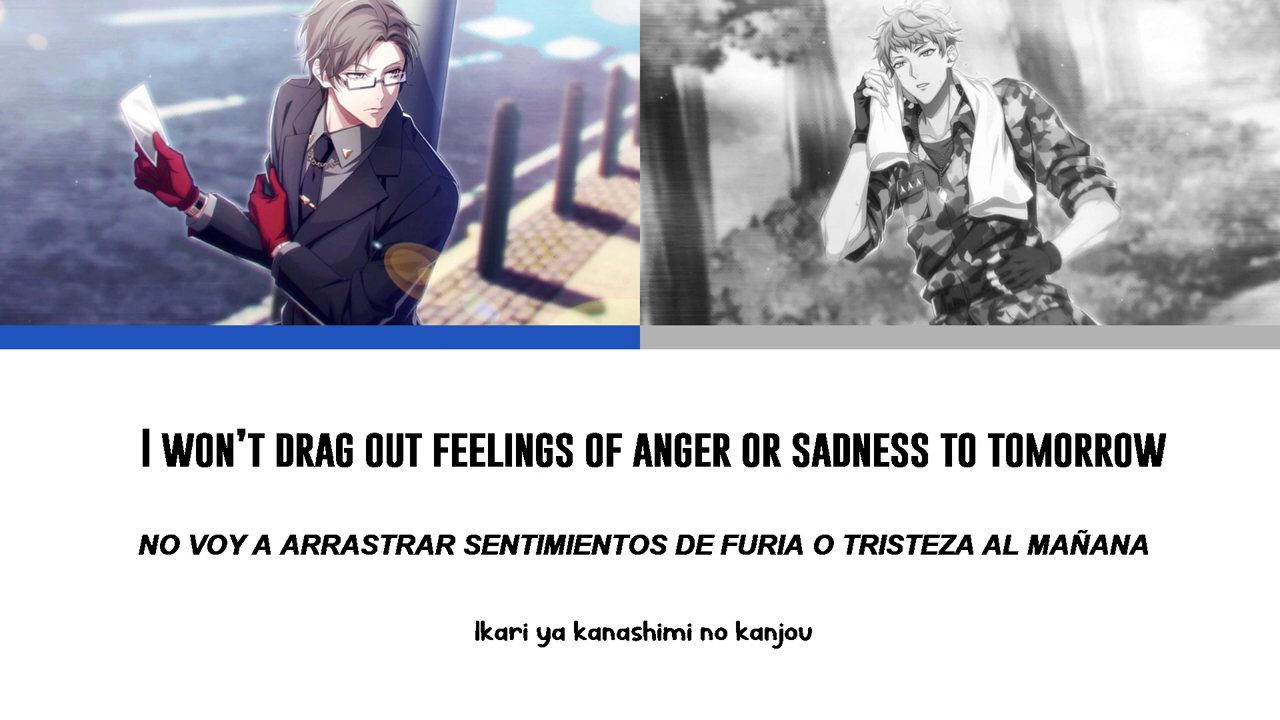 I WON'T DRAG OUT FEELINGS OF ANGER OR SADNESS TO TOMORROW
NO VOY A ARRASTRAR SENTIMIENTOS DE FURIA O TRISTEZA AL MAÑANA
Ikari ya kanashimi no kanjou